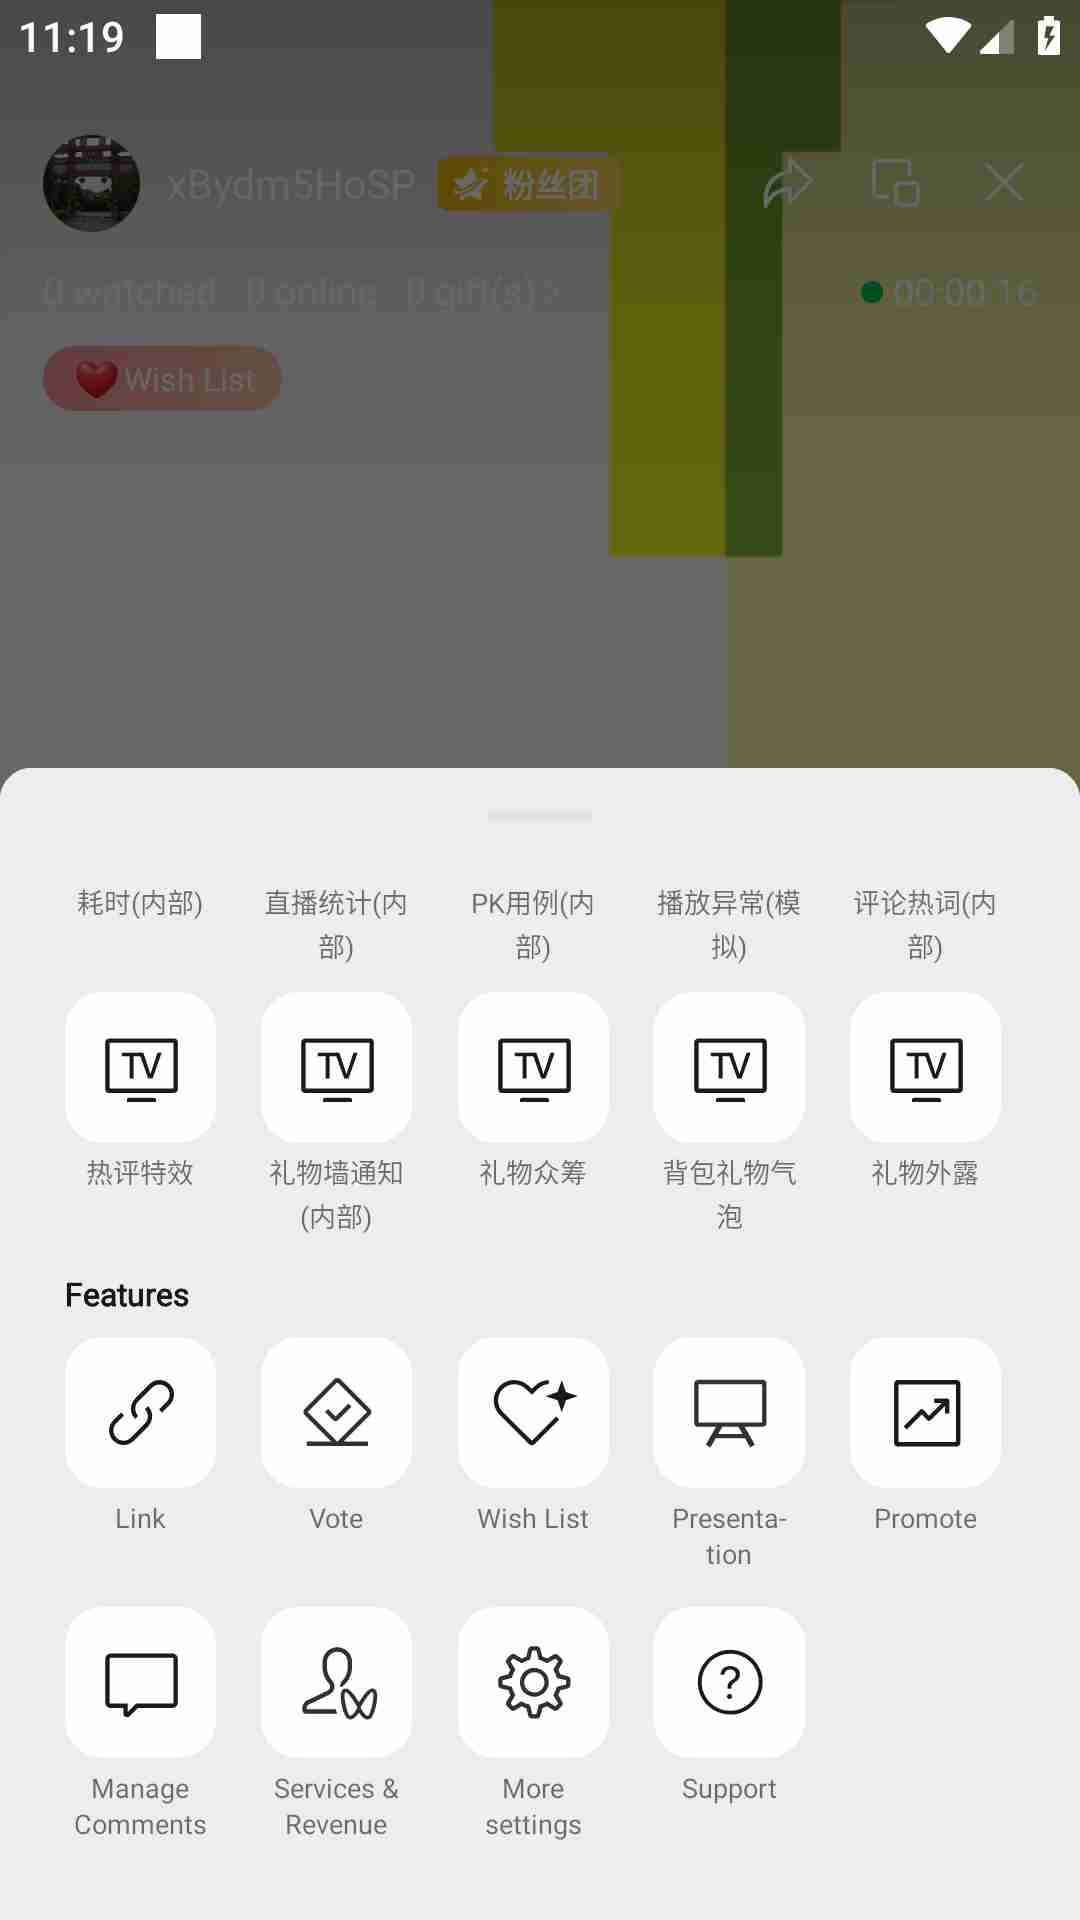 11:19
xBydm5HoSP 粉丝团
0 watched 0 online 0 gift(s) >
00:00:16
Wish List
耗时(内部) 直播统计(内 PK用例(内 播放异常(模 评论热词(内
部) 部) 拟) 部)
TV TV TV TV TV
热评特效 礼物墙通知 礼物众筹 背包礼物气 礼物外露
(内部) 泡
Features
Link Vote Wish List Presenta- Promote
tion
Manage Services & More Support
Comments Revenue settings